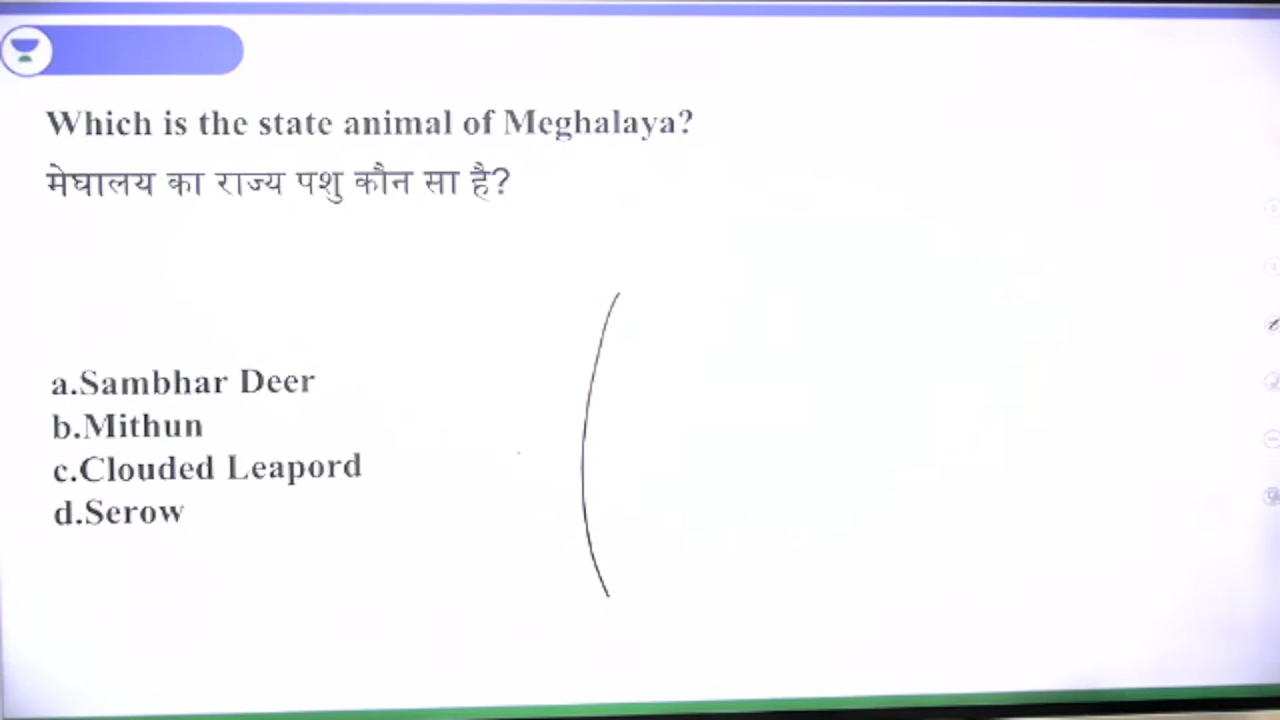 Which is the state animal of Meghalaya?
मेघालय का राज्य पशु कौन सा है?
a.Sambhar Deer
b.Mithun
c.Clouded Leapord
d.Serow